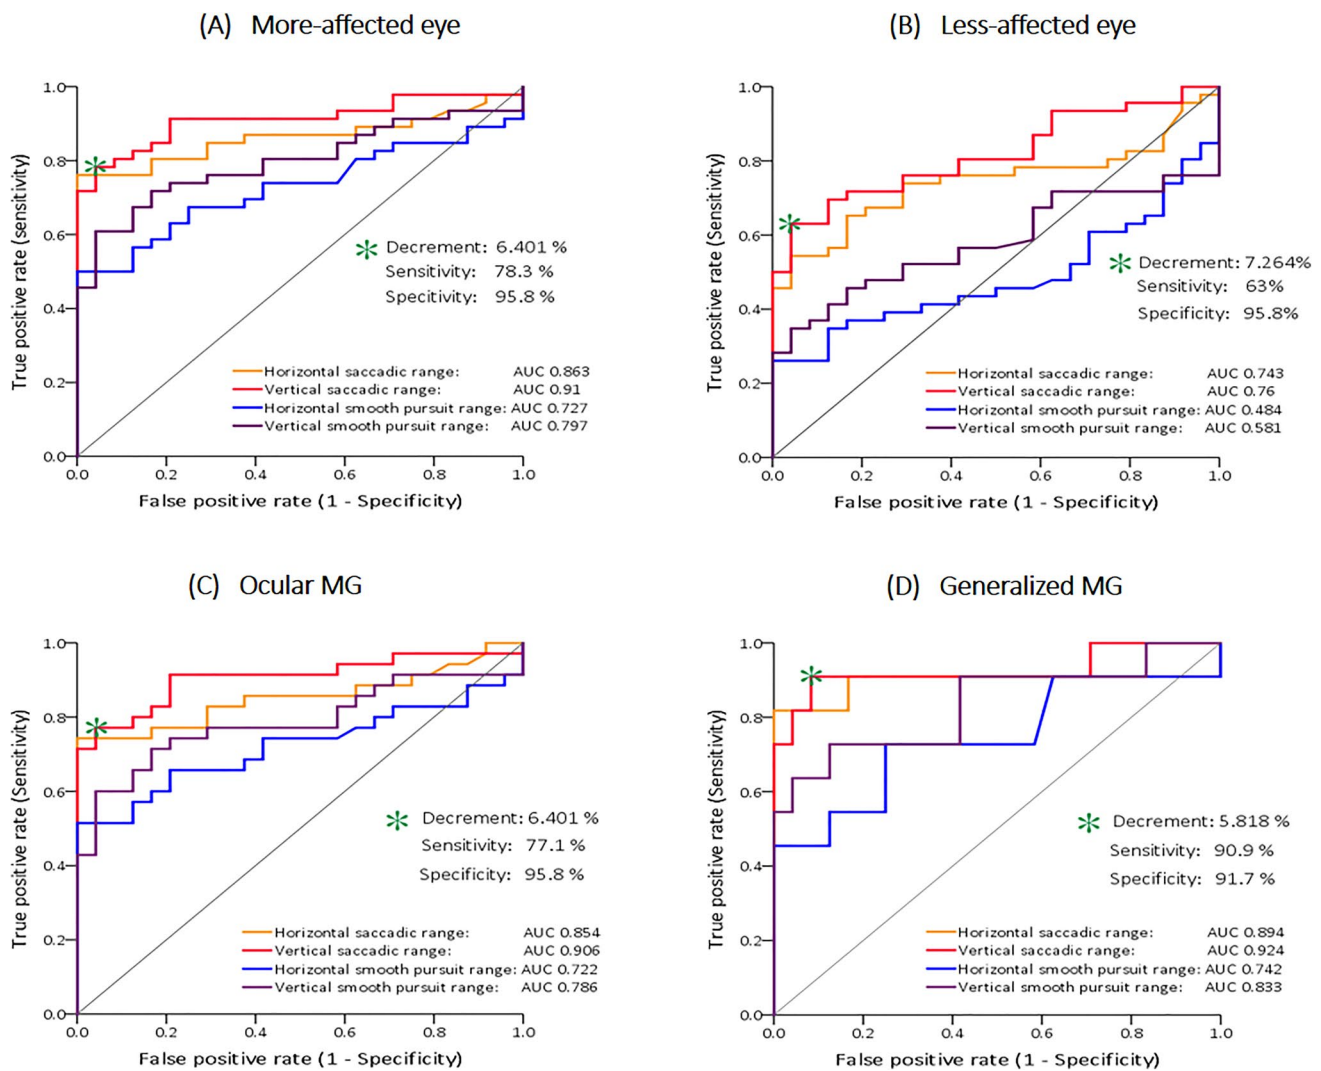 (A) More-affected eye
1.0
0.8
0.6
0.4
0.2
0.0
True positive rate (sensitivity)
* Decrement: 6.401 %
Sensitivity: 78.3 %
Specitivity: 95.8 %
Horizontal saccadic range: AUC 0.863
Vertical saccadic range: AUC 0.91
Horizontal smooth pursuit range: AUC 0.727
Vertical smooth pursuit range: AUC 0.797
0.0 0.2 0.4 0.6 0.8 1.0
False positive rate (1 - Specificity)
(B) Less-affected eye
1.0
0.8
0.6
0.4
0.2
0.0
True positive rate (Sensitivity)
* Decrement: 7.264%
Sensitivity: 63%
Specificity: 95.8%
Horizontal saccadic range: AUC 0.743
Vertical saccadic range: AUC 0.76
Horizontal smooth pursuit range: AUC 0.484
Vertical smooth pursuit range: AUC 0.581
0.0 0.2 0.4 0.6 0.8 1.0
False positive rate (1 - Specificity)
(C) Ocular MG
1.0
0.8
0.6
0.4
0.2
0.0
True positive rate (Sensitivity)
* Decrement: 6.401 %
Sensitivity: 77.1 %
Specificity: 95.8 %
Horizontal saccadic range: AUC 0.854
Vertical saccadic range: AUC 0.906
Horizontal smooth pursuit range: AUC 0.722
Vertical smooth pursuit range: AUC 0.786
0.0 0.2 0.4 0.6 0.8 1.0
False positive rate (1 - Specificity)
(D) Generalized MG
1.0
0.8
0.6
0.4
0.2
0.0
True positive rate (Sensitivity)
* Decrement: 5.818 %
Sensitivity: 90.9 %
Specificity: 91.7 %
Horizontal saccadic range: AUC 0.894
Vertical saccadic range: AUC 0.924
Horizontal smooth pursuit range: AUC 0.742
Vertical smooth pursuit range: AUC 0.833
0.0 0.2 0.4 0.6 0.8 1.0
False positive rate (1 - Specificity)